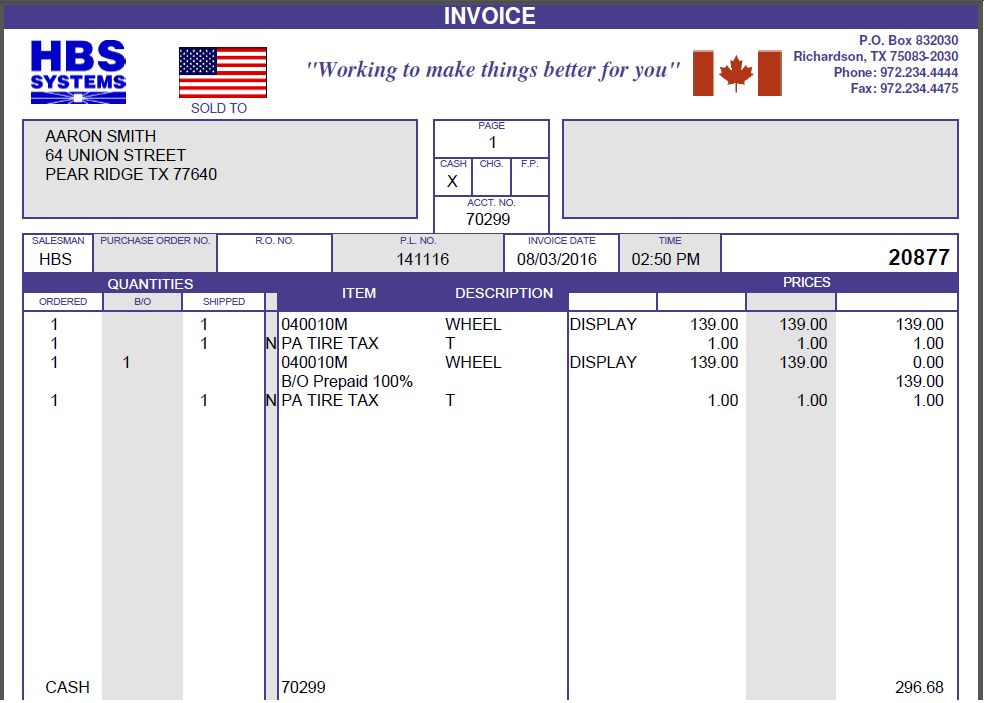 INVOICE
HBS
SYSTEMS
SOLD TO
"Working to make things better for you"
P.O. Box 832030
Richardson, TX 75083-2030
Phone: 972.234.4444
Fax: 972.234.4475
AARON SMITH
64 UNION STREET
PEAR RIDGE TX 77640
PAGE
1
CASH CHG. F.P.
X
ACCT. NO.
70299
SALESMAN PURCHASE ORDER NO. R.O. NO. P.L. NO. INVOICE DATE TIME
HBS 141116 08/03/2016 02:50 PM 20877
QUANTITIES ITEM DESCRIPTION PRICES
ORDERED B/O SHIPPED
1 1 040010M WHEEL DISPLAY 139.00 139.00 139.00
1 1 N PA TIRE TAX T 1.00 1.00 1.00
1 1 040010M WHEEL DISPLAY 139.00 139.00 0.00
B/O Prepaid 100% 139.00
1 1 N PA TIRE TAX T 1.00 1.00 1.00
CASH 70299 296.68